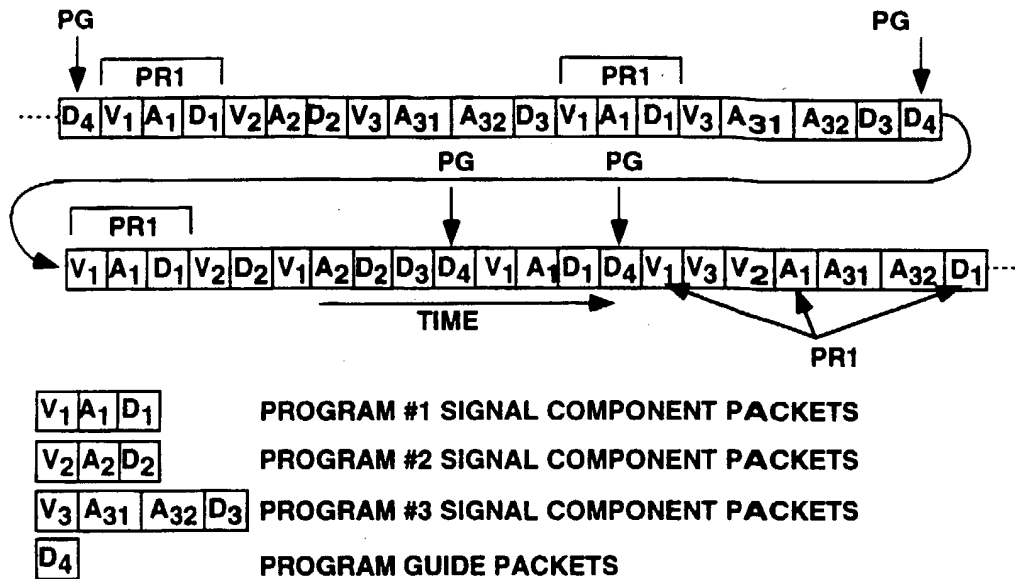 PG PG
PR1 PR1
D4 V1 A1 D1 V2 A2 D2 V3 A31 A32 D3 V1 A1 D1 V3 A31 A32 D3 D4
PG PG
PR1
V1 A1 D1 V2 D2 V1 A2 D2 D3 D4 V1 A1 D1 D4 V1 V3 V2 A1 A31 A32 D1
TIME
PR1
V1 A1 D1 PROGRAM #1 SIGNAL COMPONENT PACKETS
V2 A2 D2 PROGRAM #2 SIGNAL COMPONENT PACKETS
V3 A31 A32 D3 PROGRAM #3 SIGNAL COMPONENT PACKETS
D4 PROGRAM GUIDE PACKETS